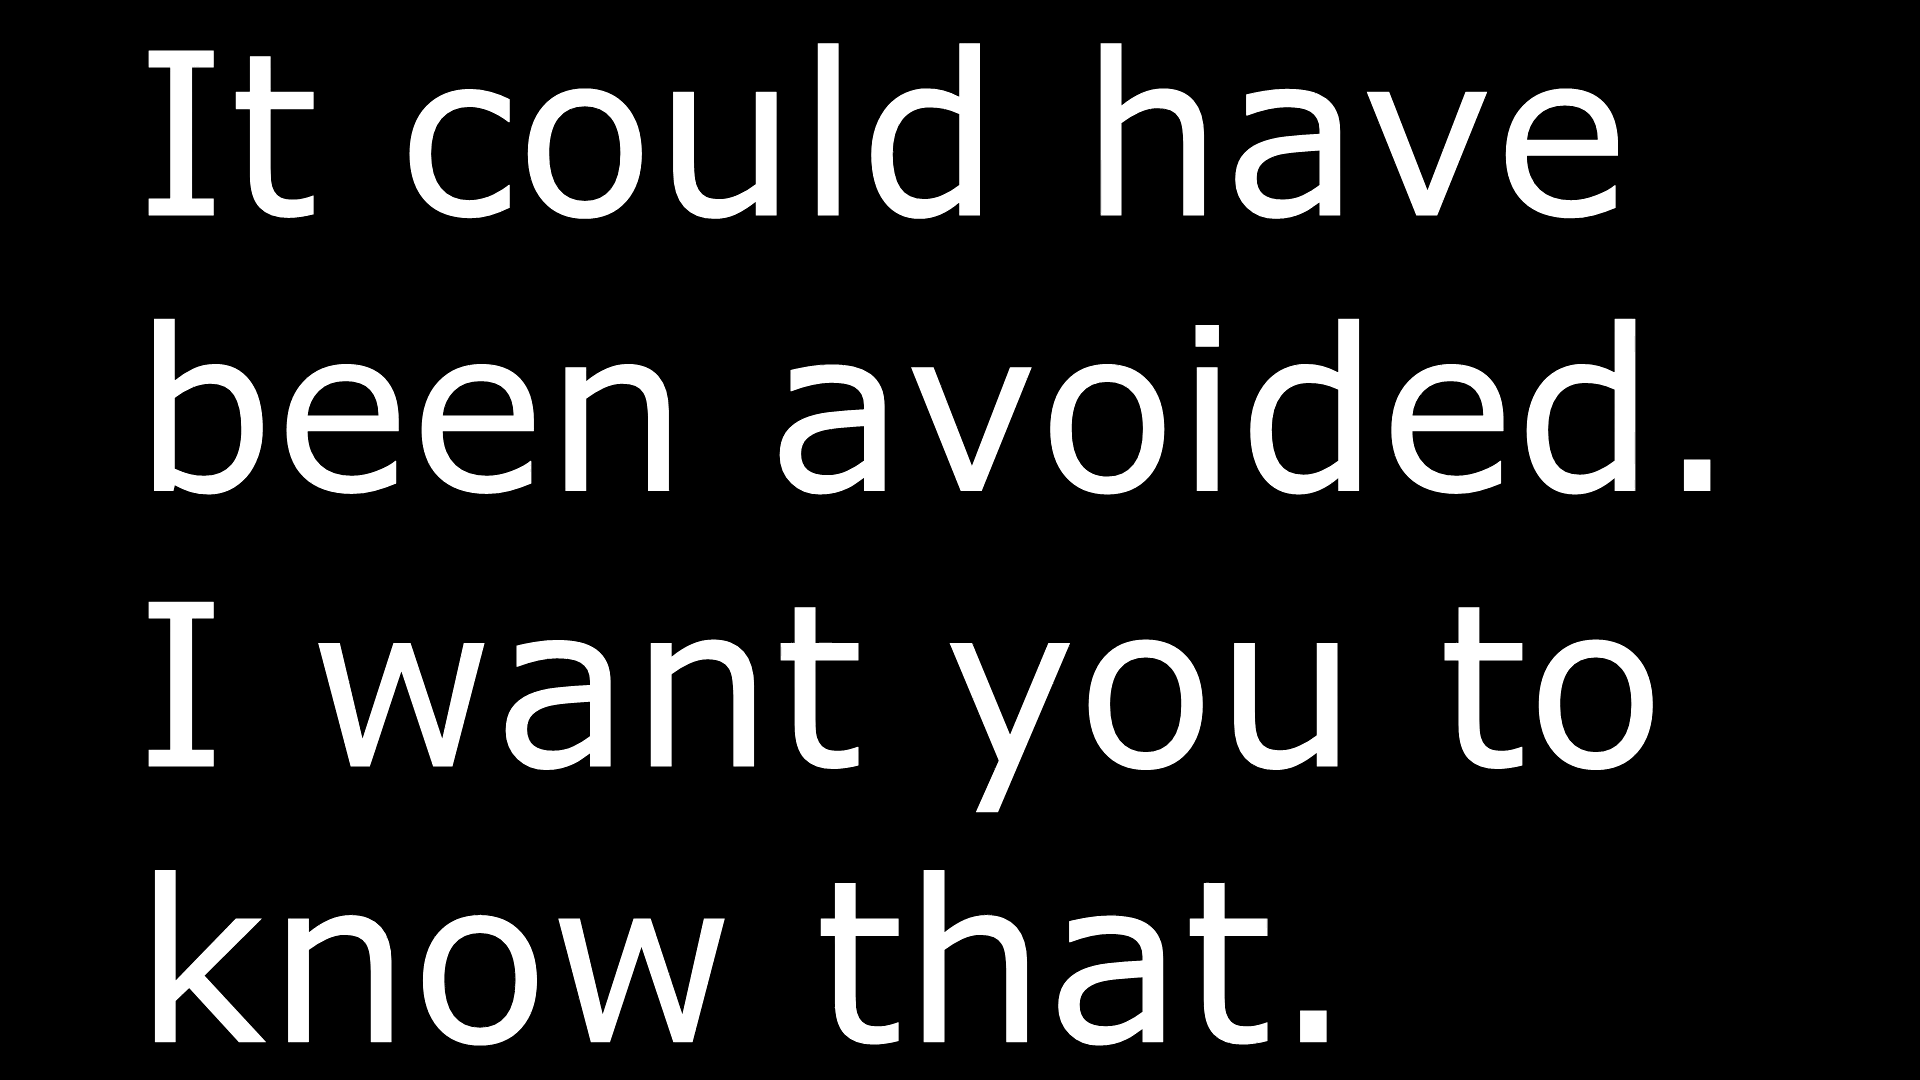 It could have
been avoided.
I want you to
know that.